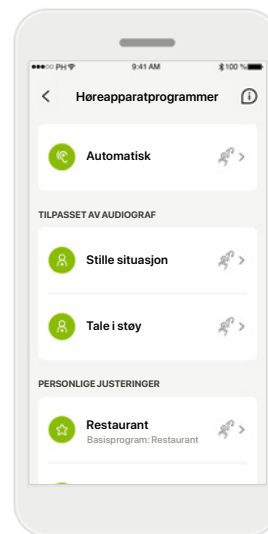 PH 9:41 AM 100 %
Høreapparatprogrammer
Automatisk
TILPASSET AV AUDIOGRAF
Stille situasjon
Tale i støy
PERSONLIGE JUSTERINGER
Restaurant
Basisprogram: Restaurant